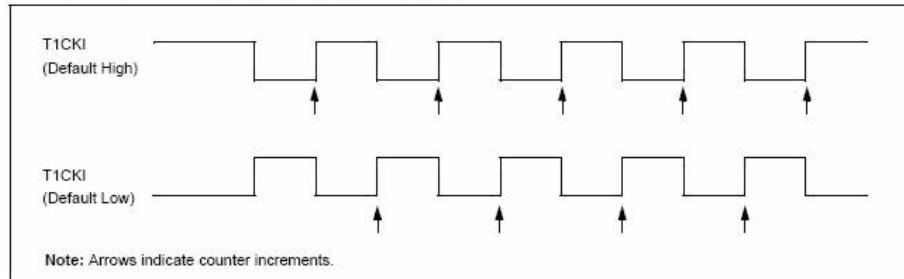 T1CKI
(Default High)
T1CKI
(Default Low)
Note: Arrows indicate counter increments.